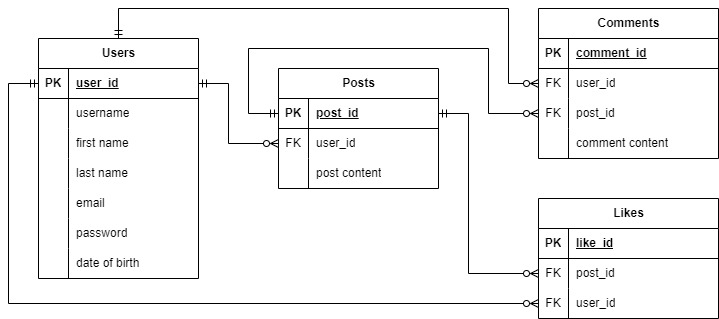 Users
PK user_id
username
first name
last name
email
password
date of birth
Posts
PK post_id
FK user_id
post content
Comments
PK comment_id
FK user_id
FK post_id
comment content
Likes
PK like_id
FK post_id
FK user_id